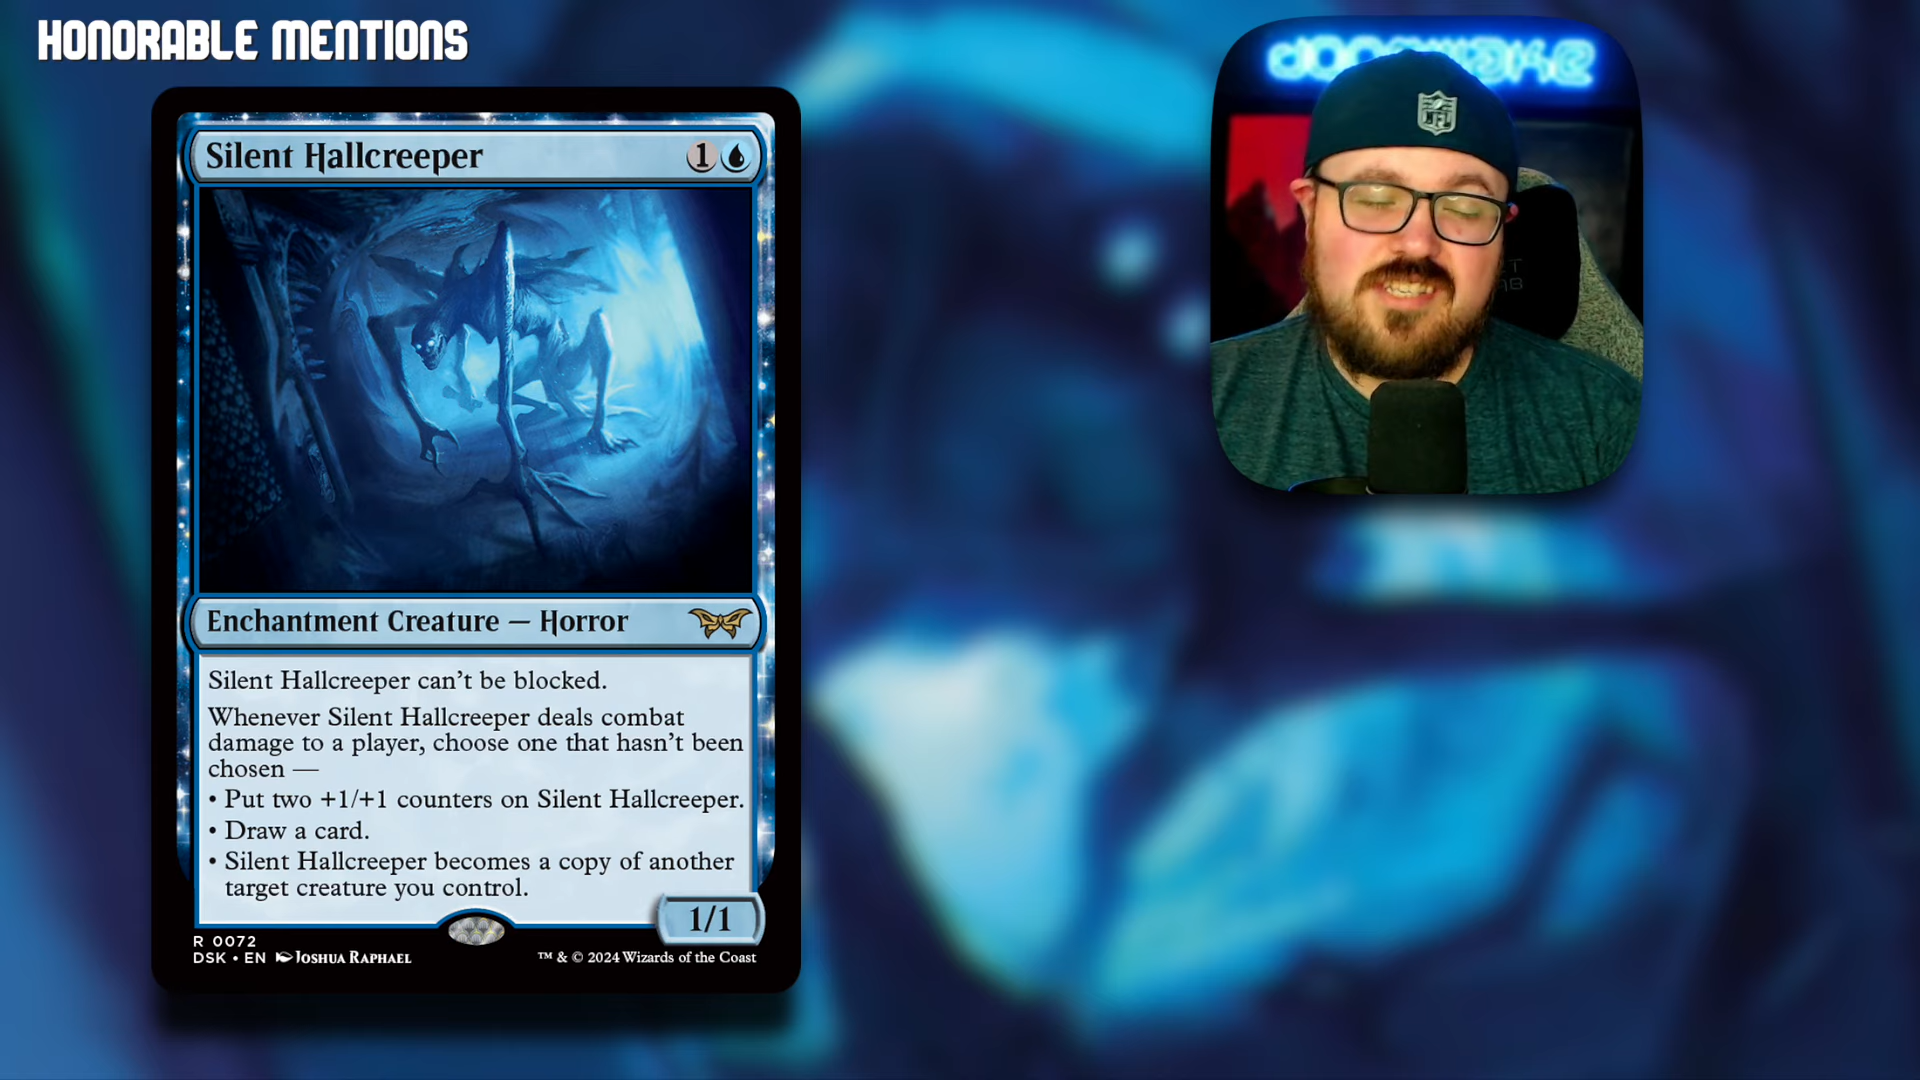 HONORABLE MENTIONS
Silent Hallcreeper
1
Enchantment Creature — Horror
Silent Hallcreeper can't be blocked.
Whenever Silent Hallcreeper deals combat
damage to a player, choose one that hasn't been
chosen —
• Put two +1/+1 counters on Silent Hallcreeper.
• Draw a card.
• Silent Hallcreeper becomes a copy of another
target creature you control.
1/1
R 0072
DSK • EN Joshua Raphael
™ & © 2024 Wizards of the Coast
NFL